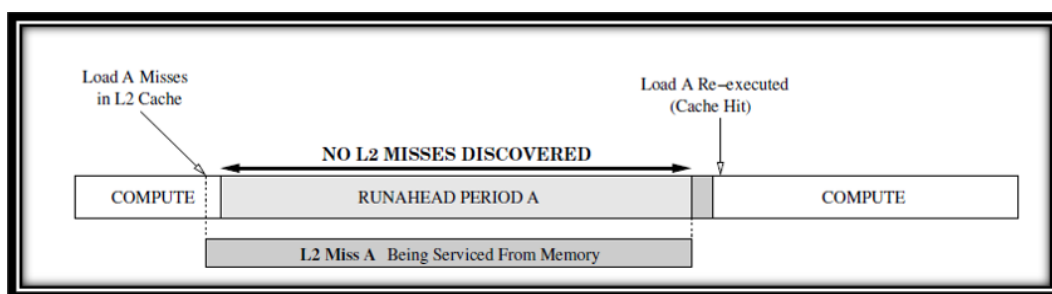 Load A Misses
in L2 Cache
Load A Re-executed
(Cache Hit)
NO L2 MISSES DISCOVERED
COMPUTE
RUNAHEAD PERIOD A
COMPUTE
L2 Miss A Being Serviced From Memory